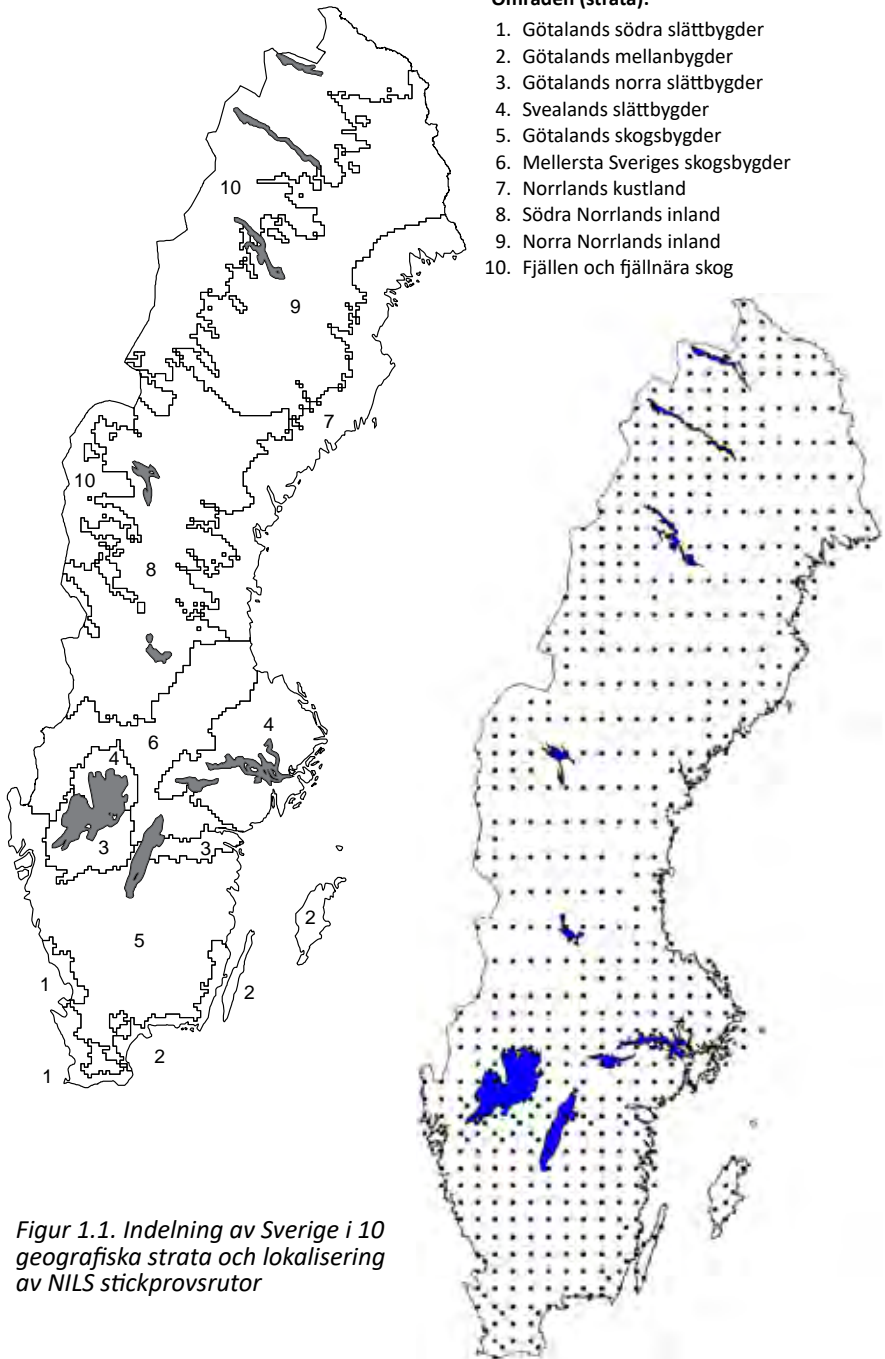 Områden (strata):
1. Götalands södra slättbygder
2. Götalands mellanbygder
3. Götalands norra slättbygder
4. Svealands slättbygder
5. Götalands skogsbygder
6. Mellersta Sveriges skogsbygder
7. Norrlands kustland
8. Södra Norrlands inland
9. Norra Norrlands inland
10. Fjällen och fjällnära skog
10
9
7
10
8
4
6
4
3
3
2
5
1
2
2
1
Figur 1.1. Indelning av Sverige i 10
geografiska strata och lokalisering
av NILS stickprovsrutor